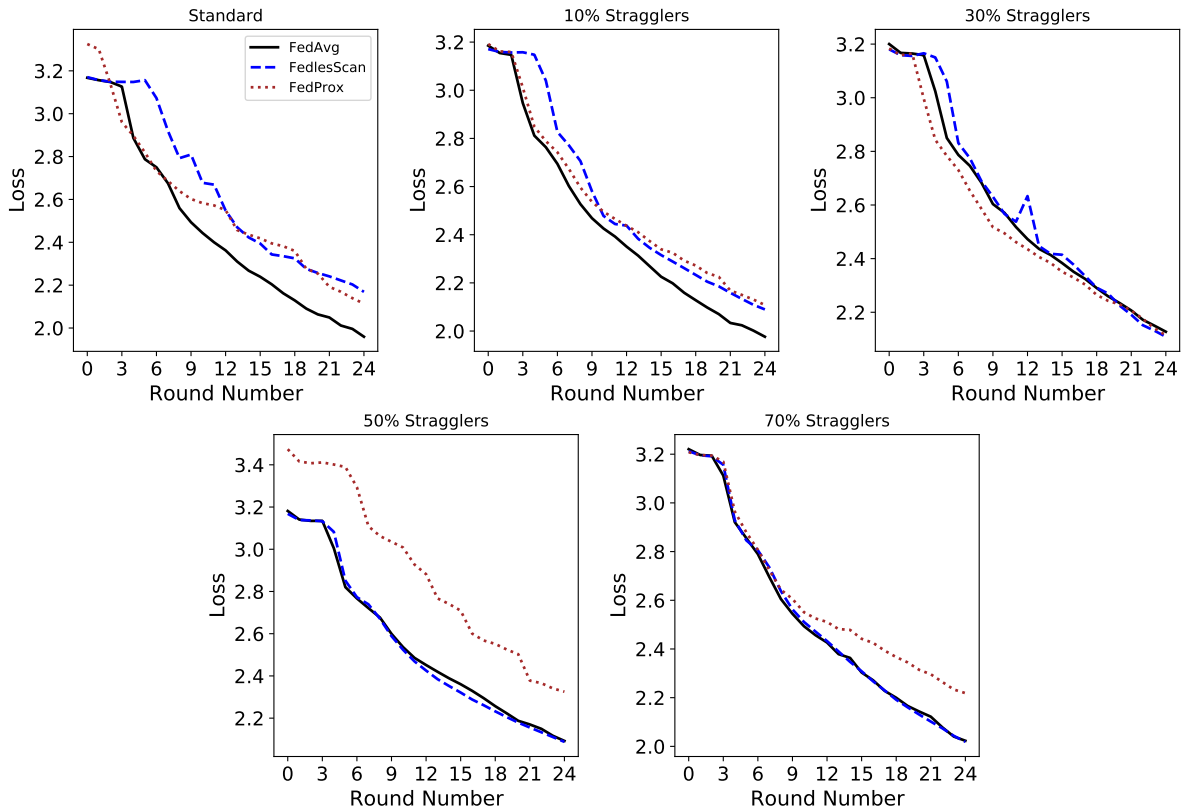 Standard
10% Stragglers
30% Stragglers
FedAvg
FedlesScan
FedProx
Loss
3.2
3.0
2.8
2.6
2.4
2.2
2.0
0 3 6 9 12 15 18 21 24
Round Number
Loss
3.2
3.0
2.8
2.6
2.4
2.2
2.0
0 3 6 9 12 15 18 21 24
Round Number
Loss
3.2
3.0
2.8
2.6
2.4
2.2
0 3 6 9 12 15 18 21 24
Round Number
50% Stragglers
70% Stragglers
Loss
3.4
3.2
3.0
2.8
2.6
2.4
2.2
0 3 6 9 12 15 18 21 24
Round Number
Loss
3.2
3.0
2.8
2.6
2.4
2.2
2.0
0 3 6 9 12 15 18 21 24
Round Number